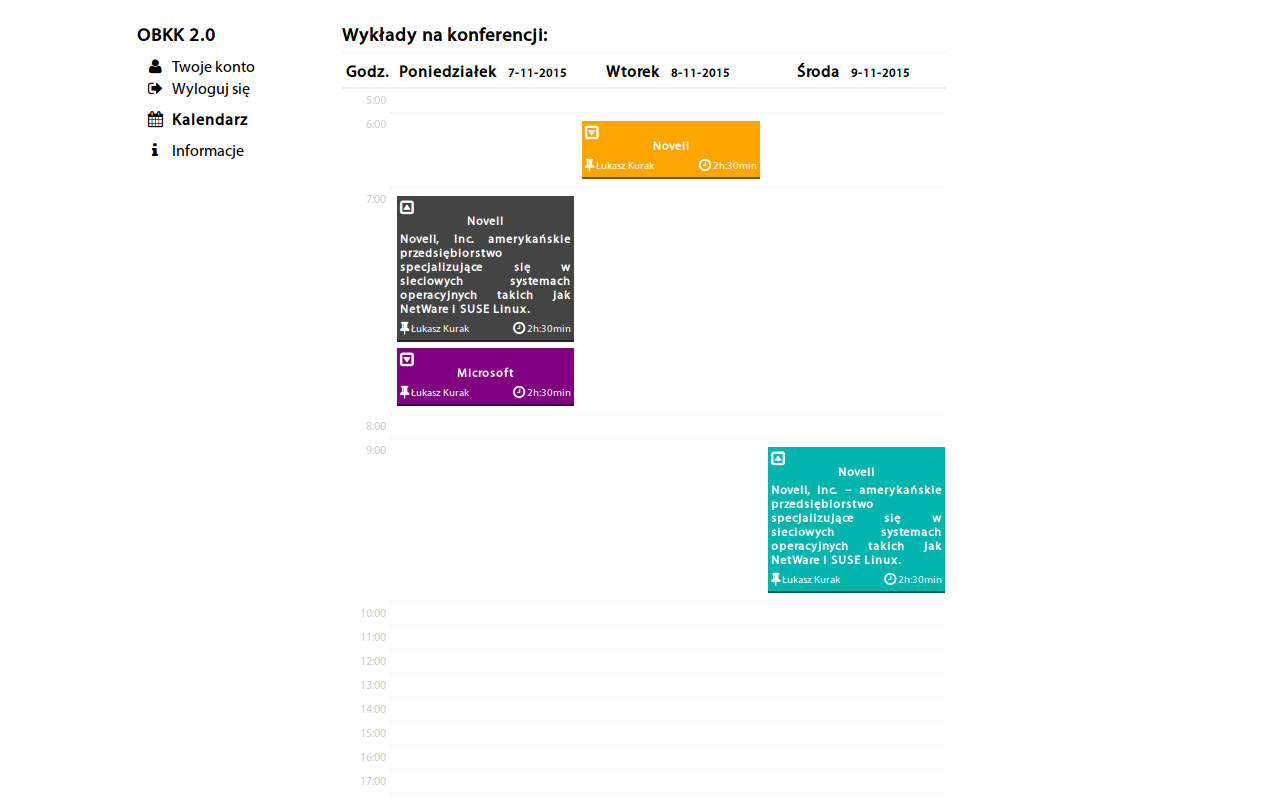 OBKK 2.0
Twoje konto
Wyloguj się
Kalendarz
Informacje
Wykłady na konferencji:
Godz. Poniedziałek 7-11-2015 Wtorek 8-11-2015 Środa 9-11-2015
5:00
6:00
Novell
Łukasz Kurak 2h:30min
7:00
Novell
Novell, Inc. amerykańskie
przedsiębiorstwo
specjalizujące się w
sieciowych systemach
operacyjnych takich jak
NetWare i SUSE Linux.
Łukasz Kurak 2h:30min
Microsoft
Łukasz Kurak 2h:30min
8:00
9:00
Novell
Novell, Inc. – amerykańskie
przedsiębiorstwo
specjalizujące się w
sieciowych systemach
operacyjnych takich jak
NetWare i SUSE Linux.
Łukasz Kurak 2h:30min
10:00
11:00
12:00
13:00
14:00
15:00
16:00
17:00